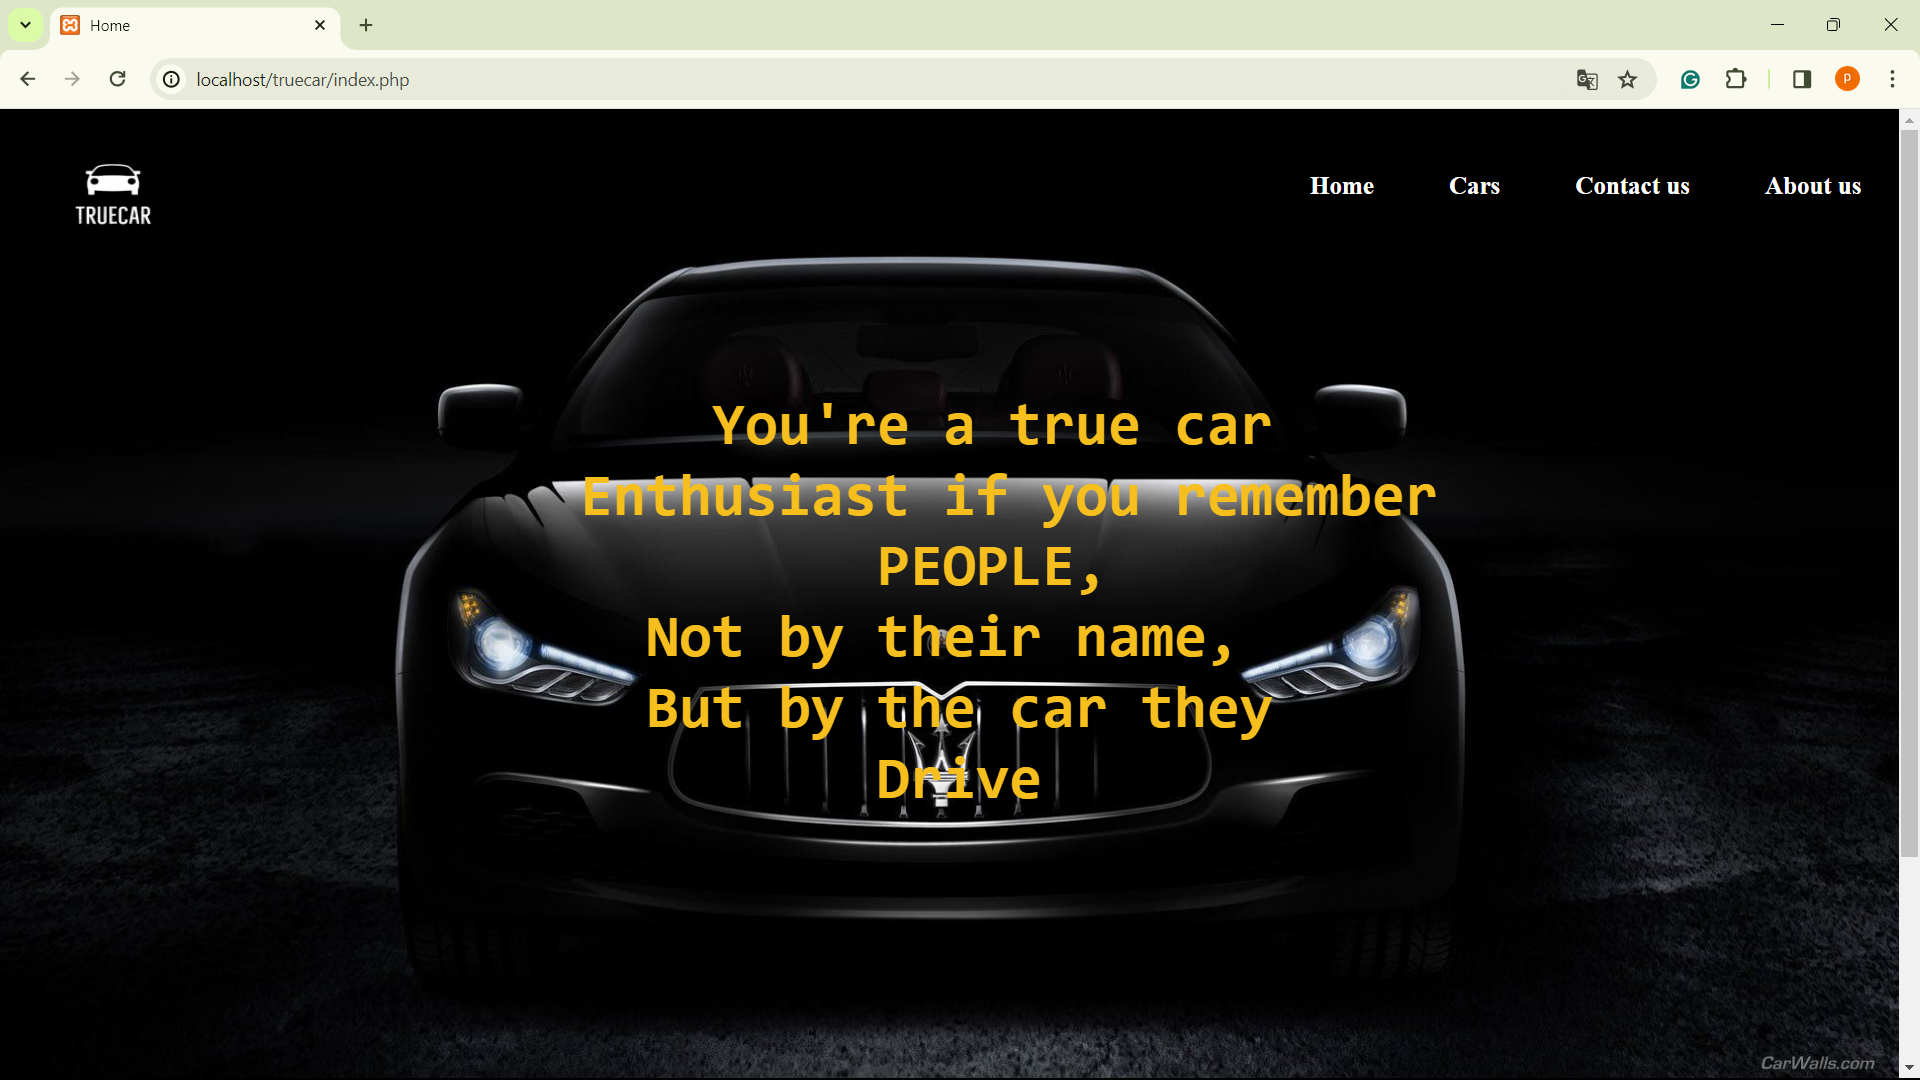 Home
localhost/truecar/index.php
P
TRUECAR
Home
Cars
Contact us
About us
You're a true car
Enthusiast if you remember
PEOPLE,
Not by their name,
But by the car they
Drive
CarWalls.com